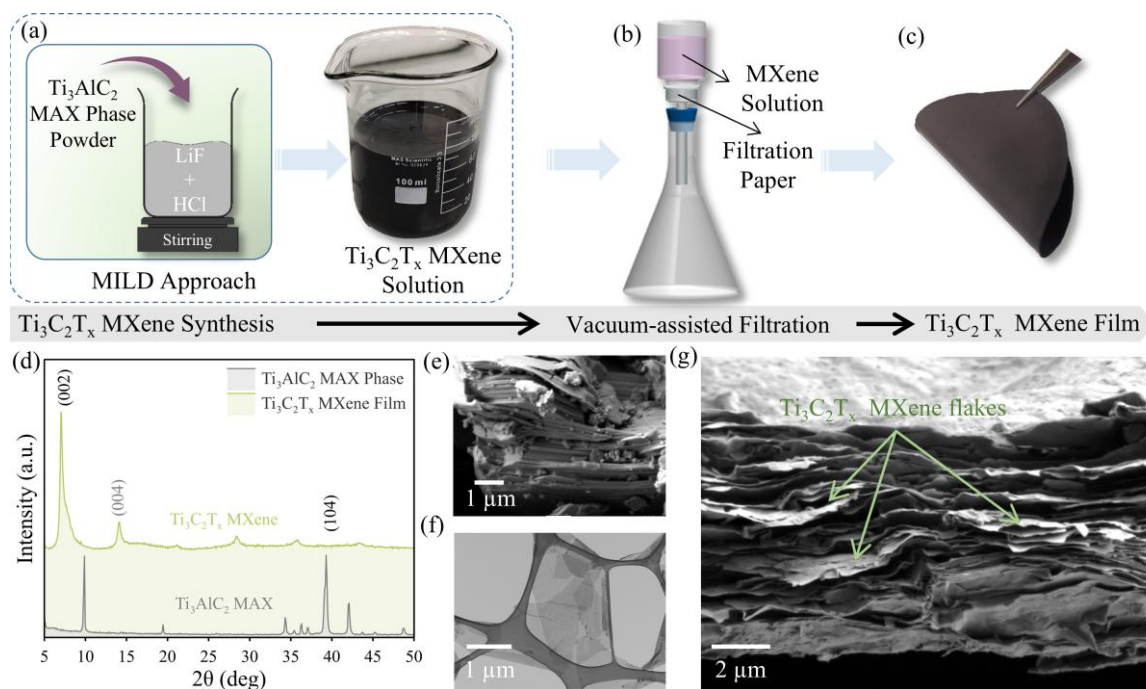 (a)
Ti₃AlC₂
MAX Phase
Powder
LiF
+
HCl
Stirring
MILD Approach
100 ml
Ti₃C₂Tₓ MXene
Solution
(b)
MXene
Solution
Filtration
Paper
(c)
Ti₃C₂Tₓ MXene Synthesis
Vacuum-assisted Filtration
Ti₃C₂Tₓ MXene Film
(d)
(002)
(004)
(104)
Ti₃AlC₂ MAX Phase
Ti₃C₂Tₓ MXene Film
Ti₃C₂Tₓ MXene
Ti₃AlC₂ MAX
Intensity (a.u.)
5 10 15 20 25 30 35 40 45 50
2θ (deg)
(e)
1 μm
(f)
1 μm
(g)
Ti₃C₂Tₓ MXene flakes
2 μm